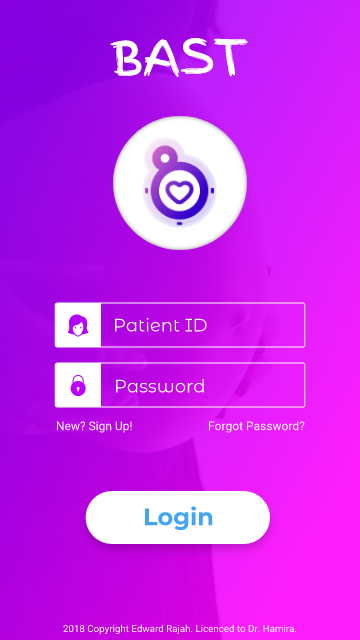 BAST
Patient ID
Password
New? Sign Up!
Forgot Password?
Login
2018 Copyright Edward Rajah. Licenced to Dr. Hamira.